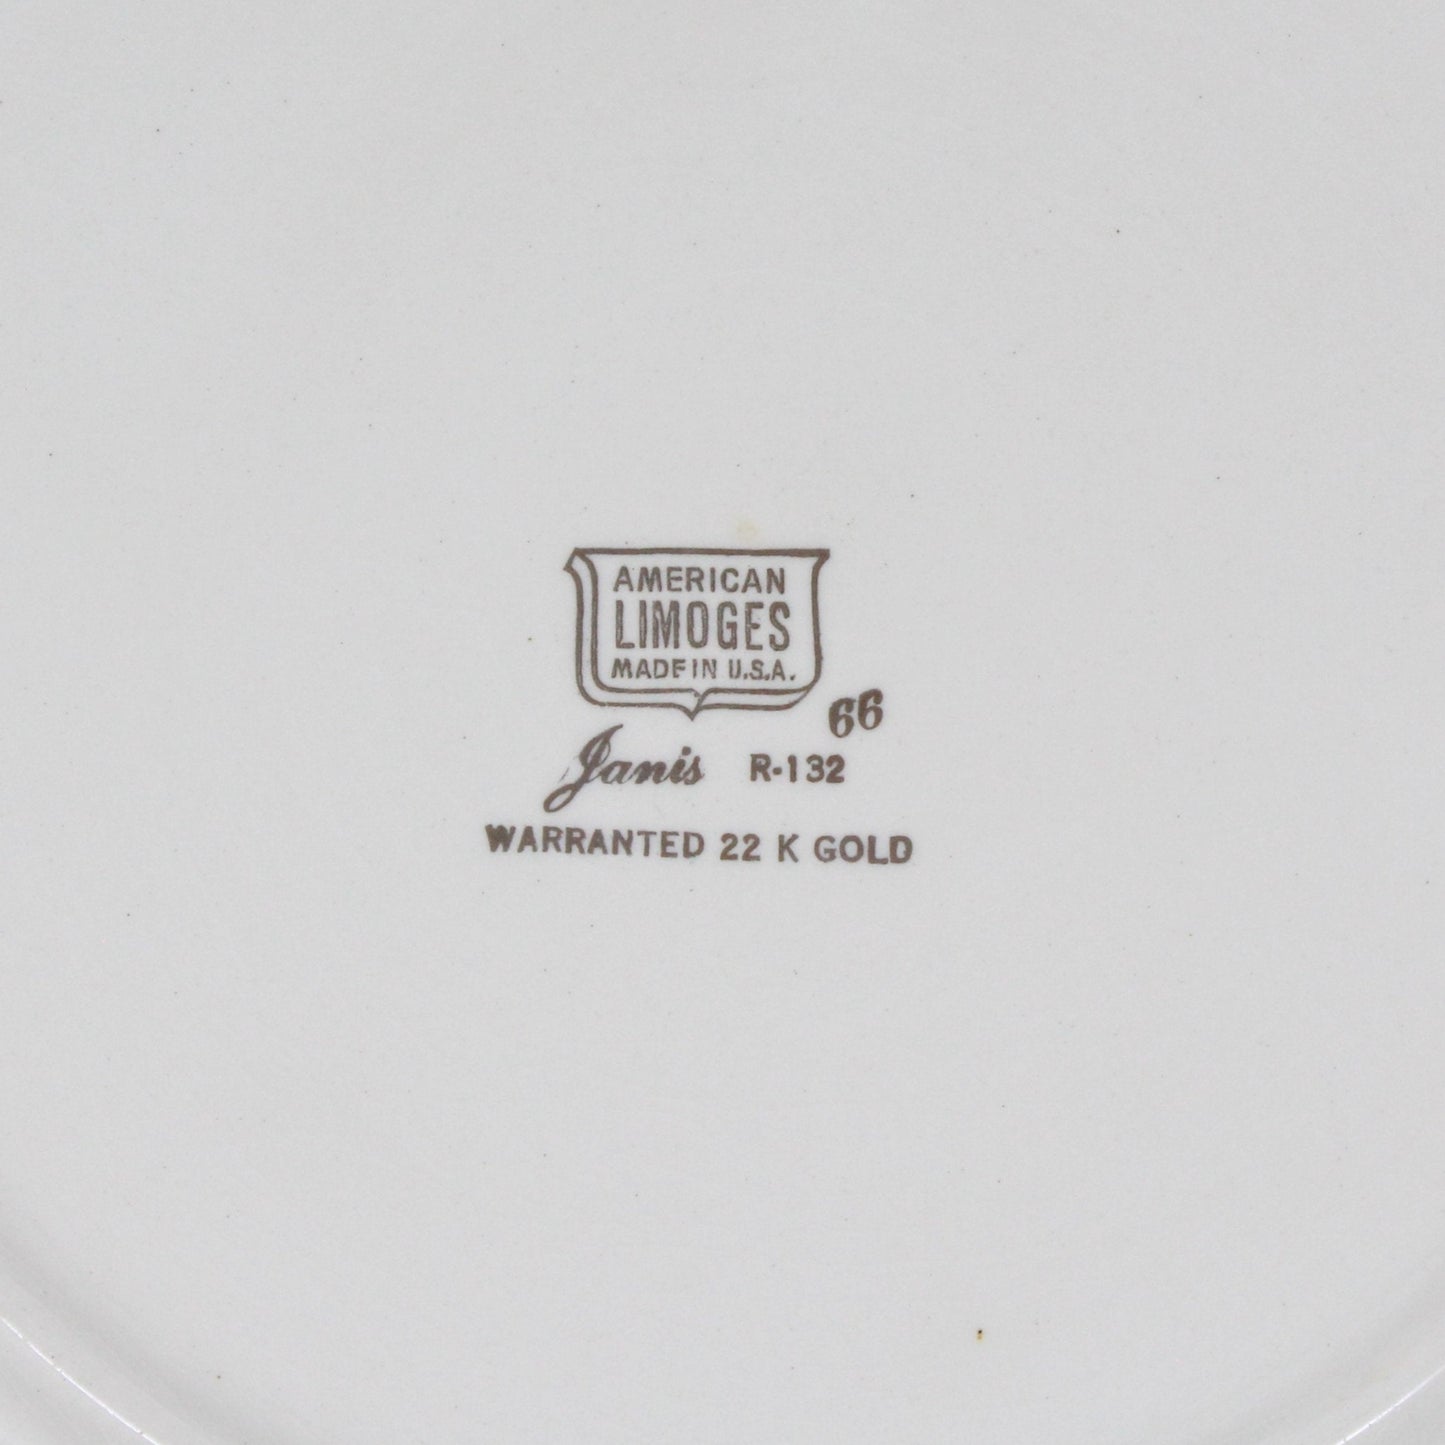 AMERICAN
LIMOGES
MADE IN U.S.A.
66
Janis R-132
WARRANTED 22 K GOLD